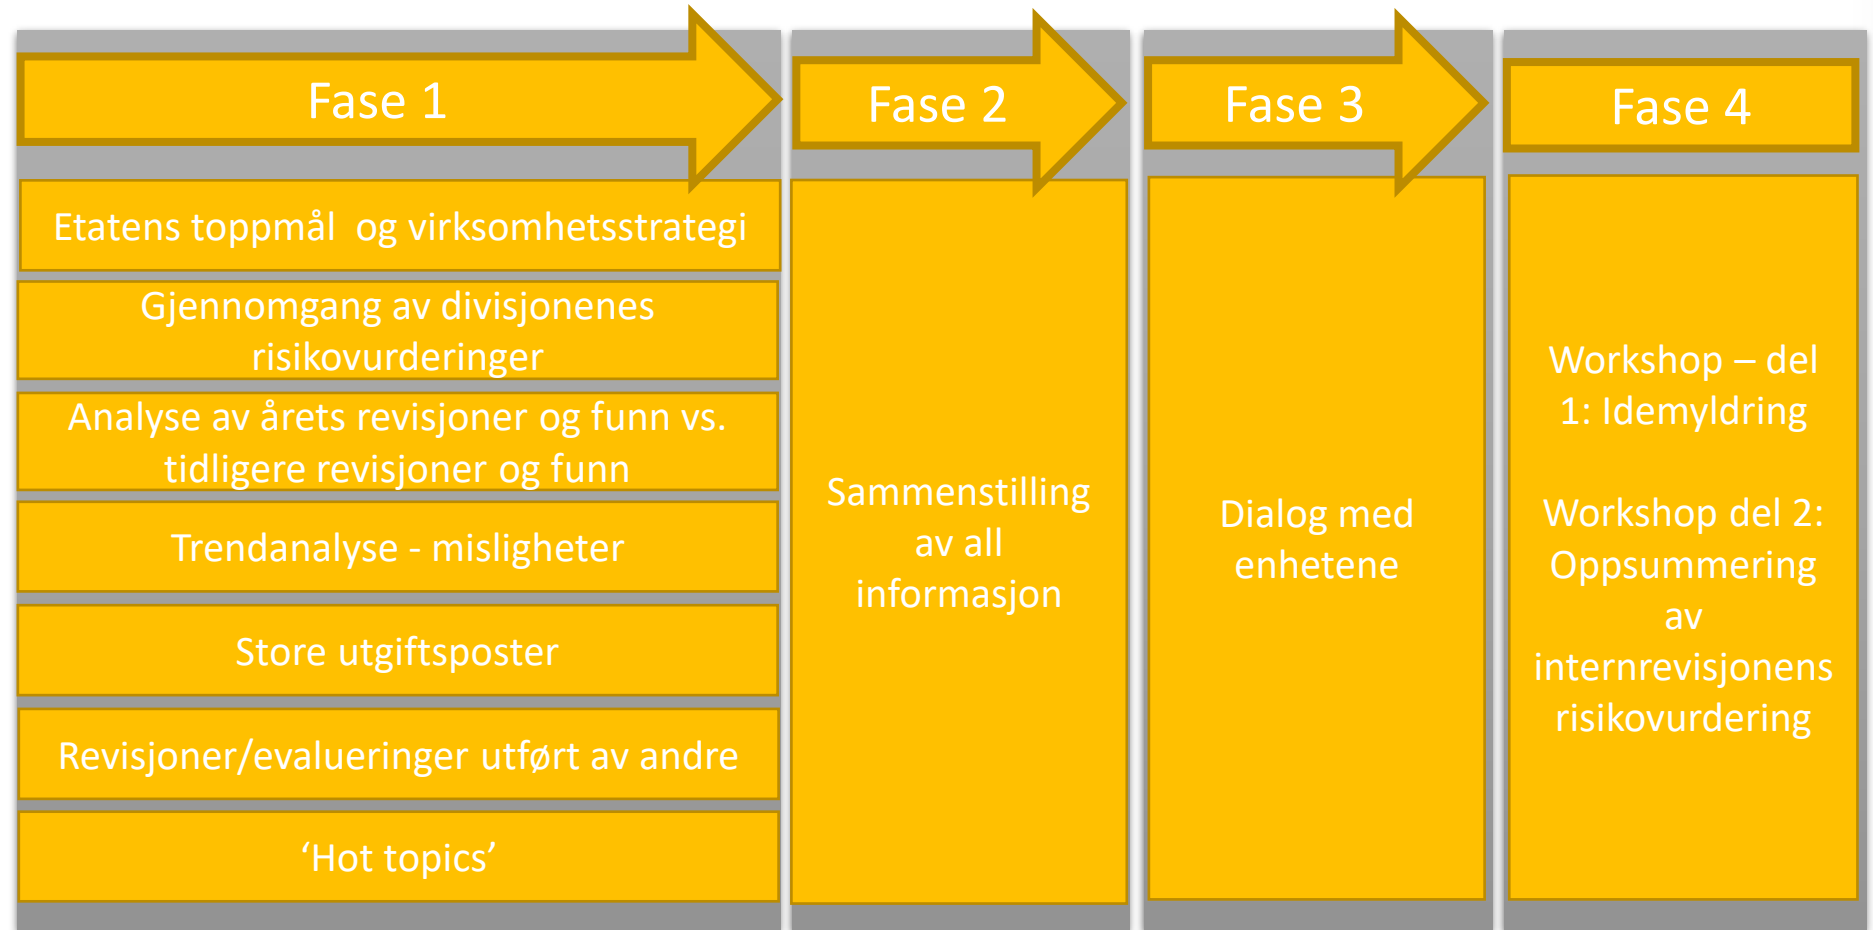 Fase 1
Etatens toppmål  og virksomhetsstrategi
Gjennomgang av divisjonenes
risikovurderinger
Analyse av årets revisjoner og funn vs.
tidligere revisjoner og funn
Trendanalyse - misligheter
Store utgiftsposter
Revisjoner/evalueringer utført av andre
‘Hot topics’
Fase 2
Sammenstilling
av all
informasjon
Fase 3
Dialog med
enhetene
Fase 4
Workshop – del
1: Idemyldring
Workshop del 2:
Oppsummering
av
internrevisjonens
risikovurdering